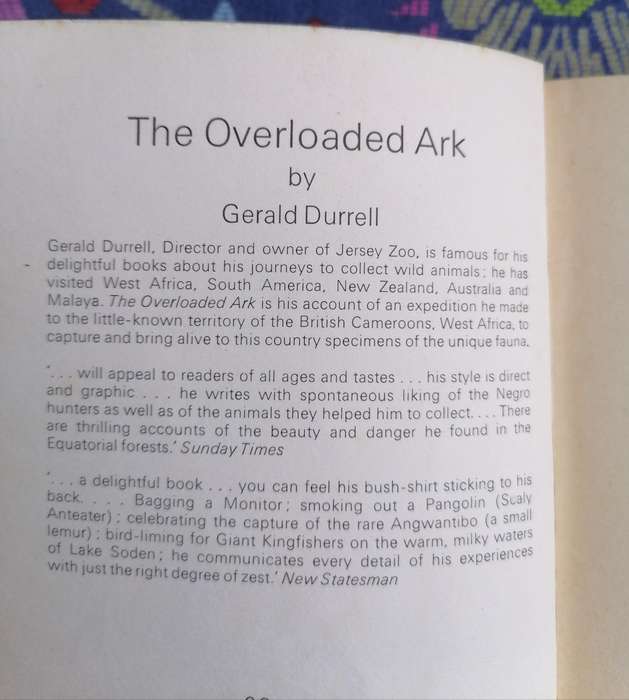 The Overloaded Ark
by
Gerald Durrell
Gerald Durrell, Director and owner of Jersey Zoo, is famous for his
delightful books about his journeys to collect wild animals; he has
visited West Africa, South America, New Zealand, Australia and
Malaya. The Overloaded Ark is his account of an expedition he made
to the little-known territory of the British Cameroons, West Africa, to
capture and bring alive to this country specimens of the unique fauna.
'. . . will appeal to readers of all ages and tastes . . . his style is direct
and graphic . . . . he writes with spontaneous liking of the Negro
hunters as well as of the animals they helped him to collect. . . . There
are thrilling accounts of the beauty and danger he found in the
Equatorial forests.' Sunday Times
'. . . a delightful book . . . you can feel his bush-shirt sticking to his
back. . . . Bagging a Monitor; smoking out a Pangolin (Scaly
Anteater); celebrating the capture of the rare Angwantibo (a small
lemur); bird-liming for Giant Kingfishers on the warm, milky waters
of Lake Soden; he communicates every detail of his experiences
with just the right degree of zest.' New Statesman